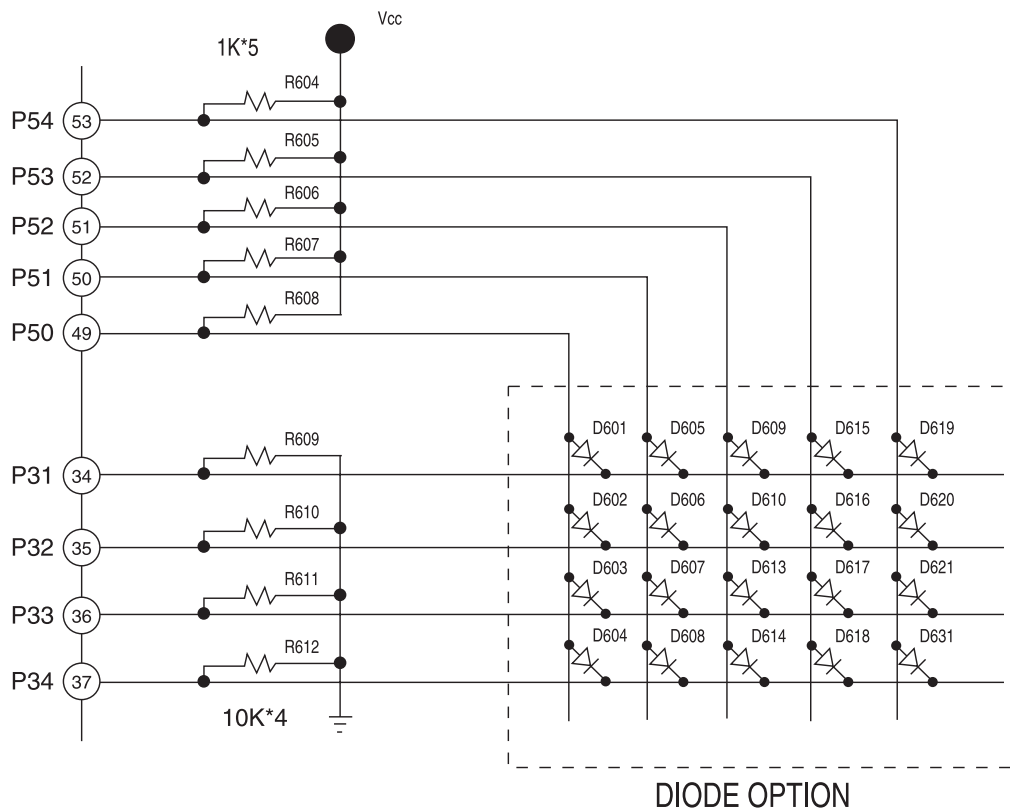 Vcc
1K*5
R604
P54 53
R605
P53 52
R606
P52 51
R607
P51 50
R608
P50 49
R609
D601 D605 D609 D615 D619
P31 34
R610
D602 D606 D610 D616 D620
P32 35
R611
D603 D607 D613 D617 D621
P33 36
R612
D604 D608 D614 D618 D631
P34 37
10K*4
DIODE OPTION